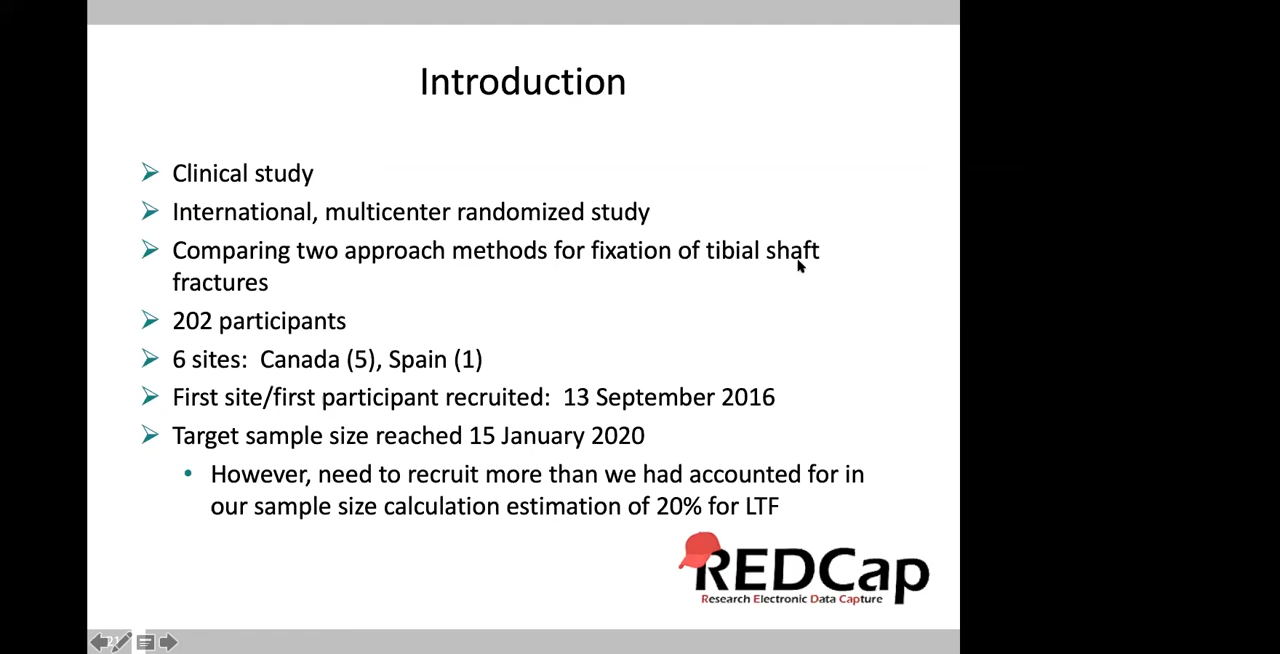 Introduction
Clinical study
International, multicenter randomized study
Comparing two approach methods for fixation of tibial shaft
fractures
202 participants
6 sites:  Canada (5), Spain (1)
First site/first participant recruited:  13 September 2016
Target sample size reached 15 January 2020
However, need to recruit more than we had accounted for in
our sample size calculation estimation of 20% for LTF
REDCap
Research Electronic Data Capture